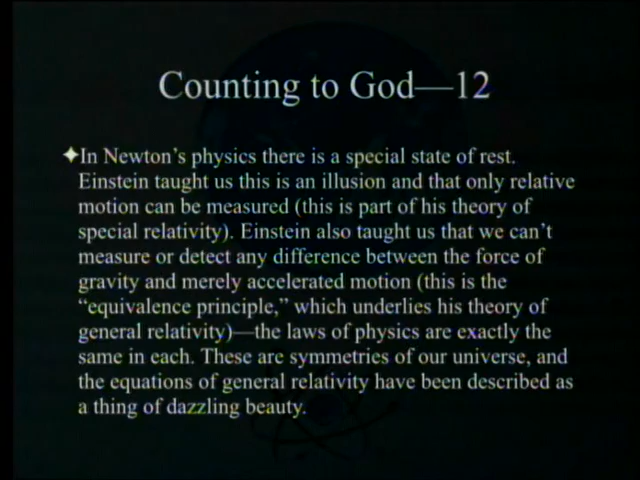 Counting to God—12
✦In Newton's physics there is a special state of rest.
Einstein taught us this is an illusion and that only relative
motion can be measured (this is part of his theory of
special relativity). Einstein also taught us that we can't
measure or detect any difference between the force of
gravity and merely accelerated motion (this is the
“equivalence principle,” which underlies his theory of
general relativity)—the laws of physics are exactly the
same in each. These are symmetries of our universe, and
the equations of general relativity have been described as
a thing of dazzling beauty.